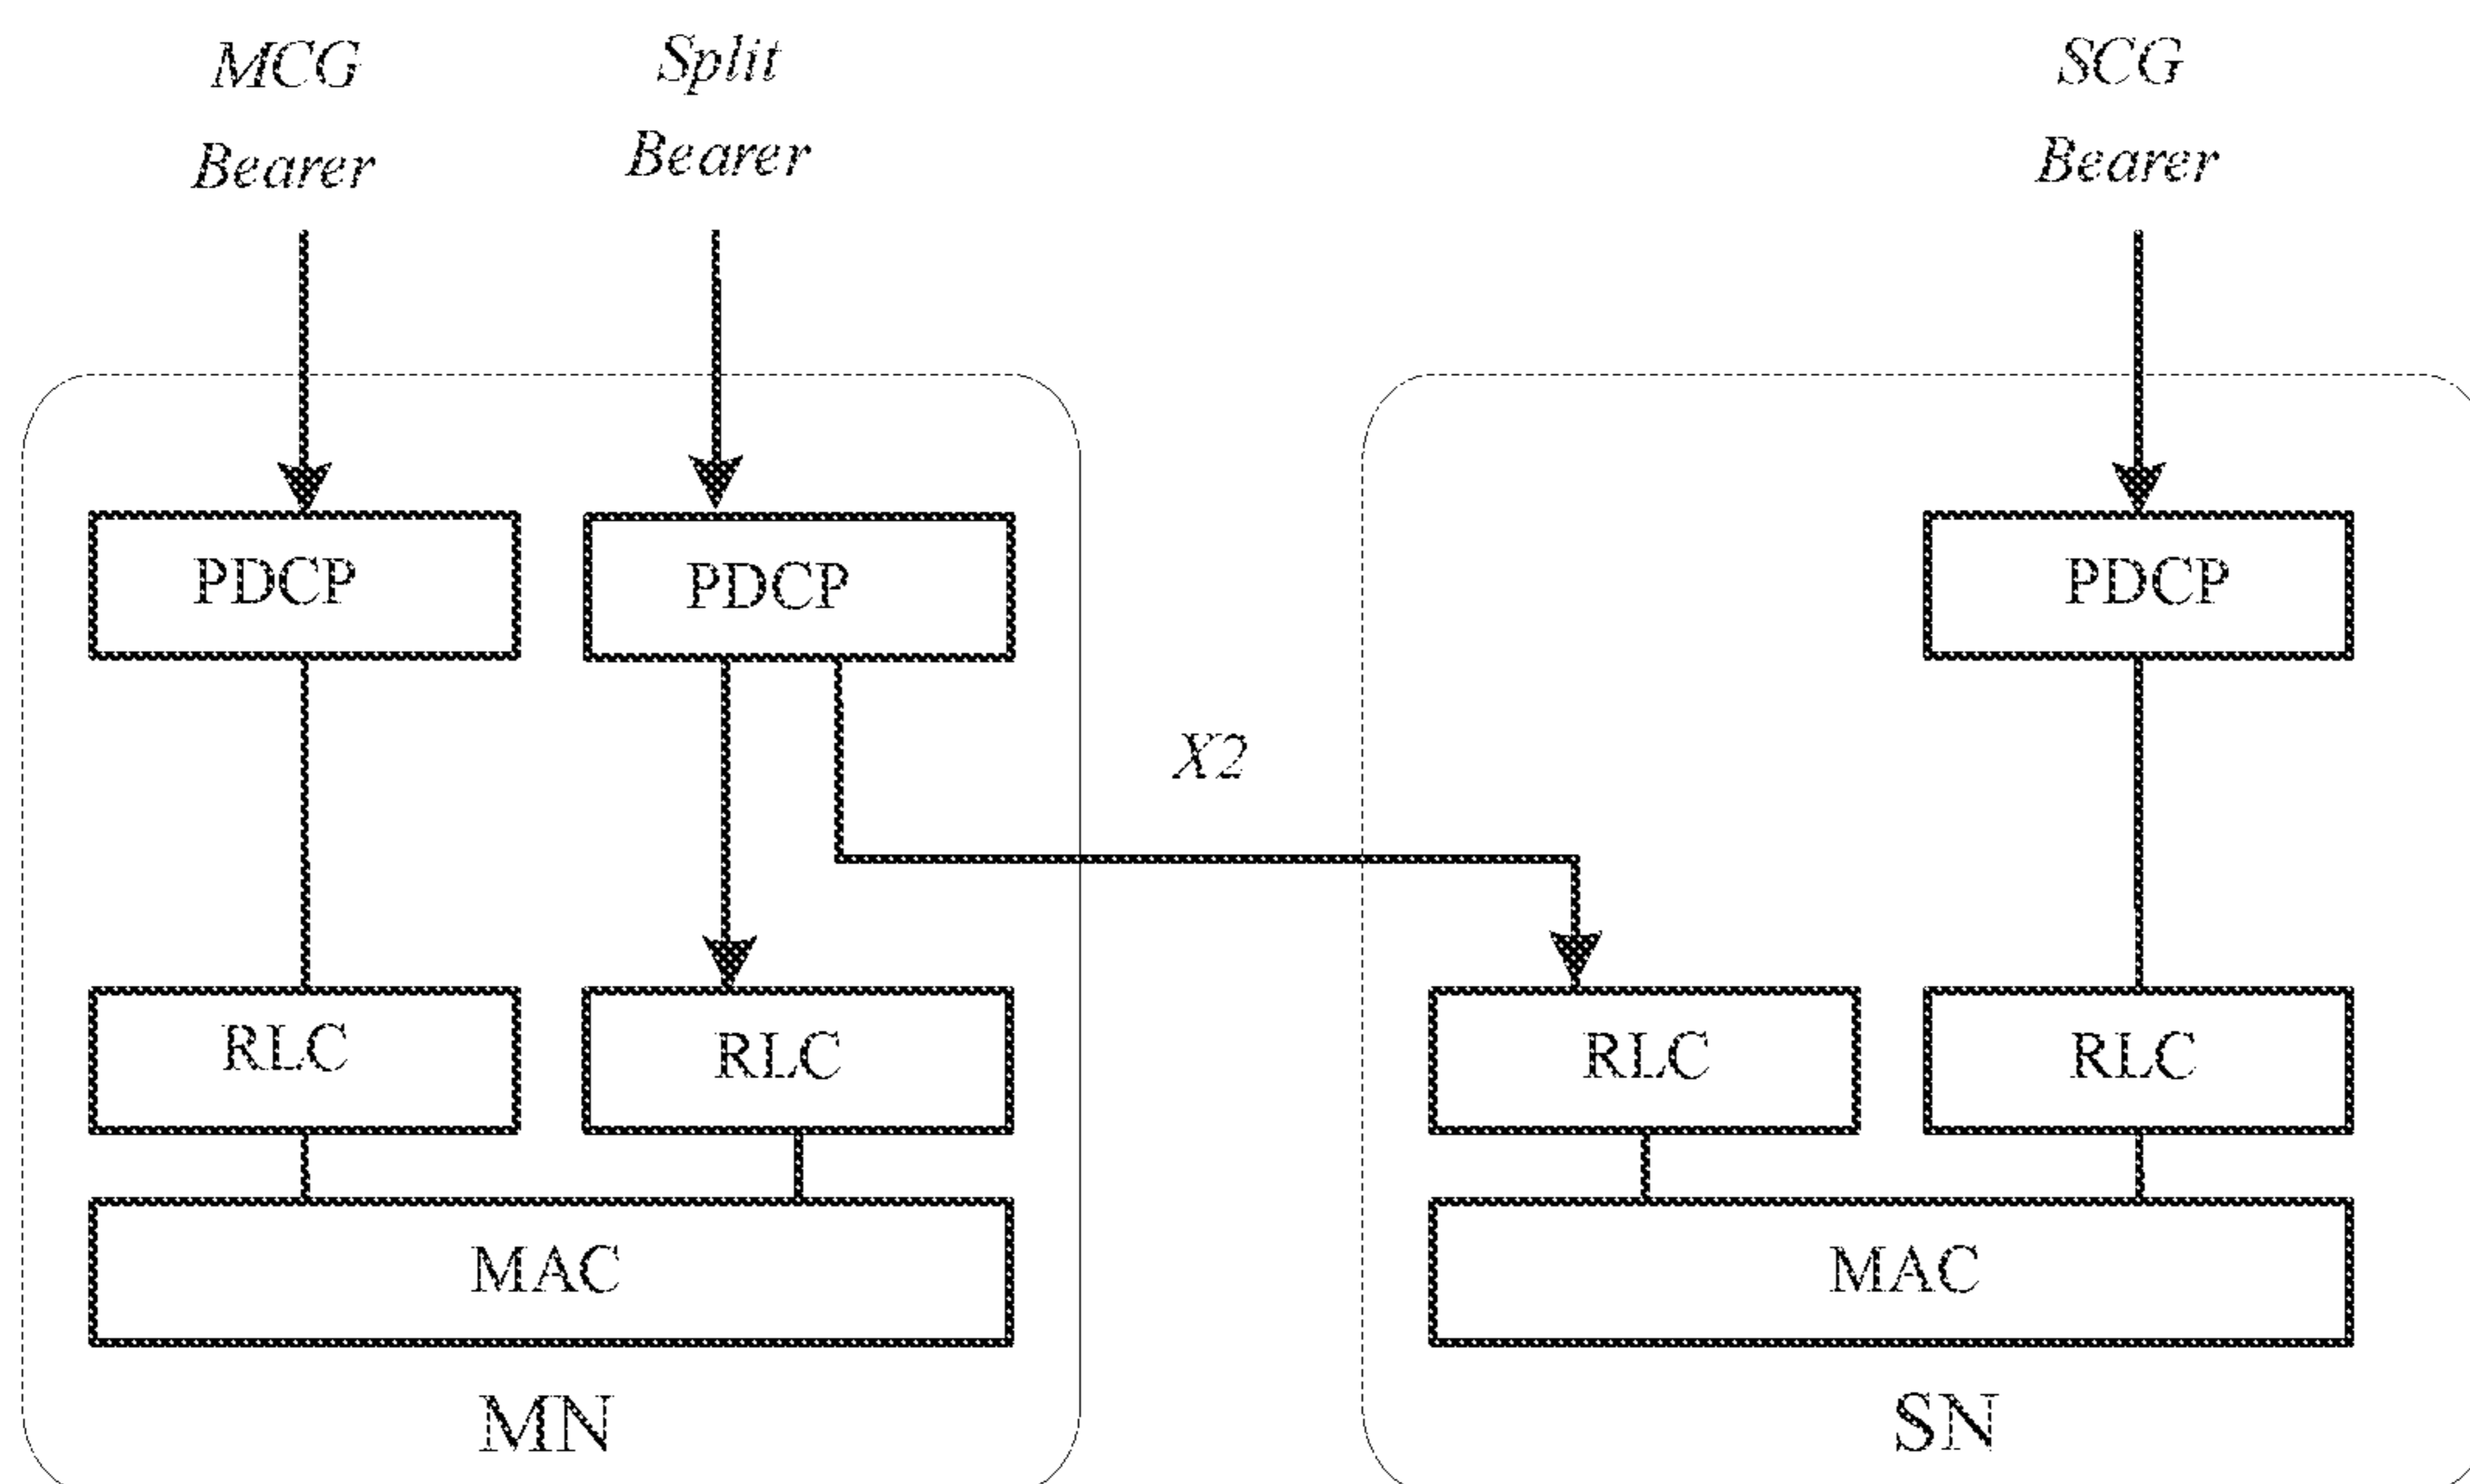 MCG
Bearer
Split
Bearer
SCG
Bearer
PDCP
PDCP
PDCP
X2
RLC
RLC
RLC
RLC
MAC
MAC
MN
SN